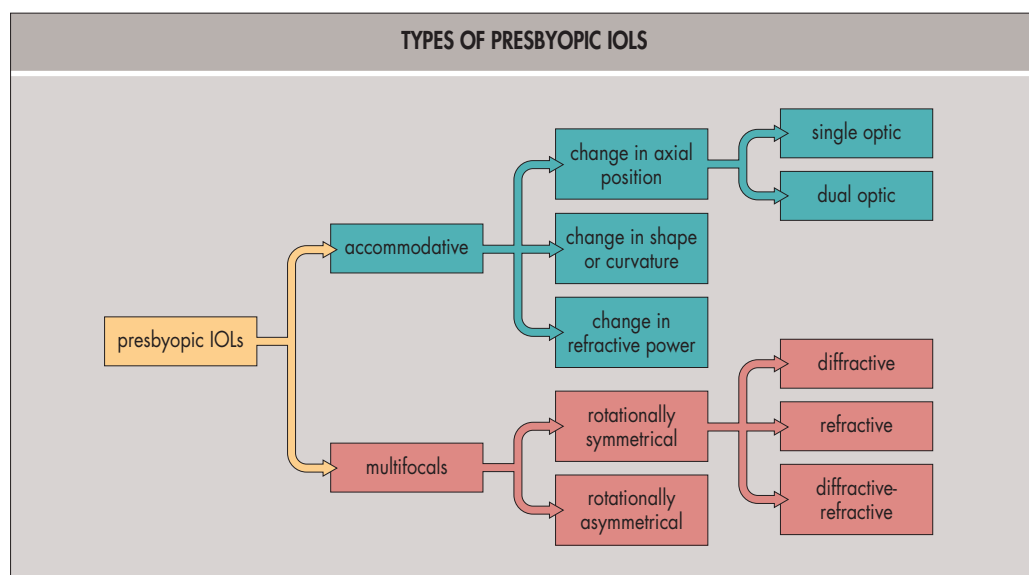 TYPES OF PRESBYOPIC IOLS
presbyopic IOLs
accommodative
change in axial
position
single optic
dual optic
change in shape
or curvature
change in
refractive power
multifocals
rotationally
symmetrical
diffractive
refractive
diffractive-
refractive
rotationally
asymmetrical